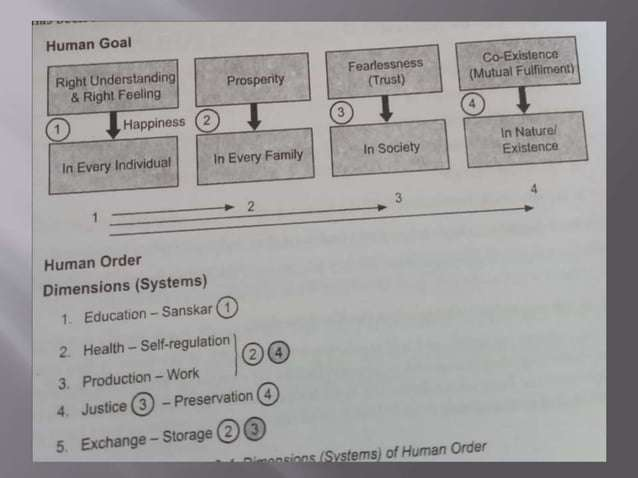 Human Goal
Right Understanding & Right Feeling
Prosperity
Fearlessness (Trust)
Co-Existence (Mutual Fulfilment)
1 Happiness
2
3
4
In Every Individual
In Every Family
In Society
In Nature/ Existence
1
2
3
4
Human Order
Dimensions (Systems)
1. Education – Sanskar 1
2. Health – Self-regulation
2 4
3. Production – Work
4. Justice 3 – Preservation 4
5. Exchange – Storage 2 3
Dimensions (Systems) of Human Order